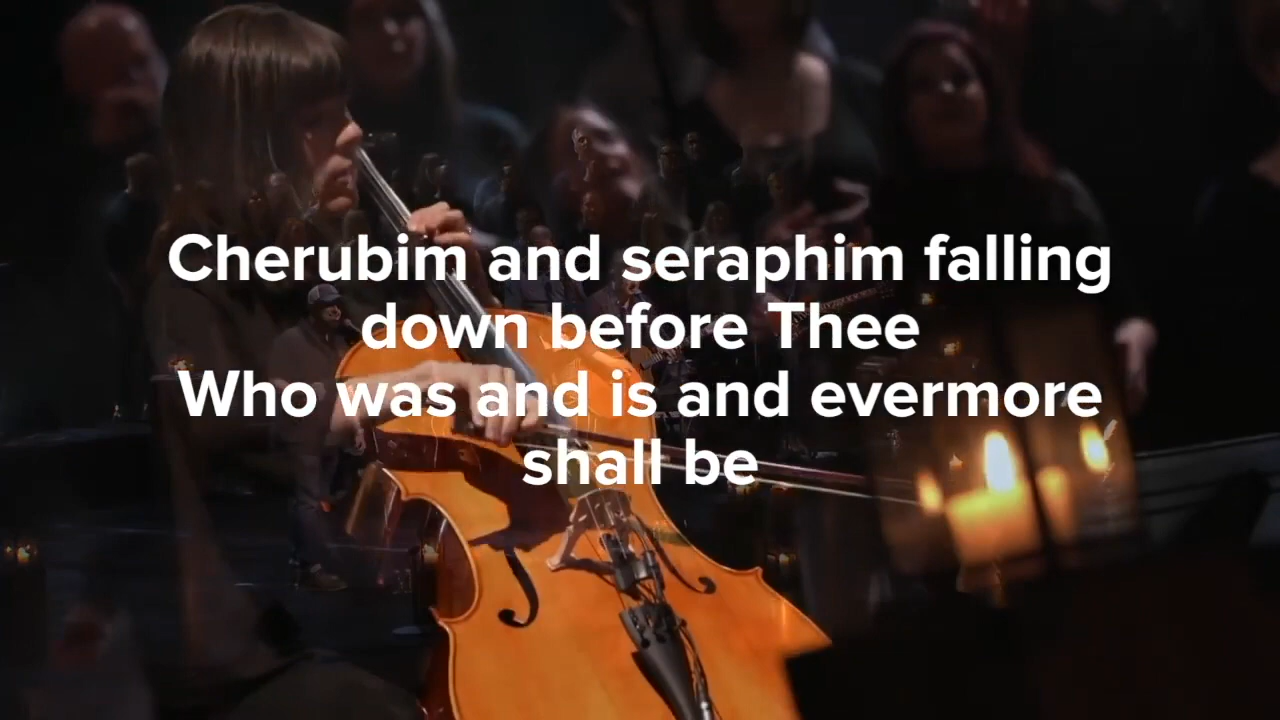 Cherubim and seraphim falling
down before Thee
Who was and is and evermore
shall be